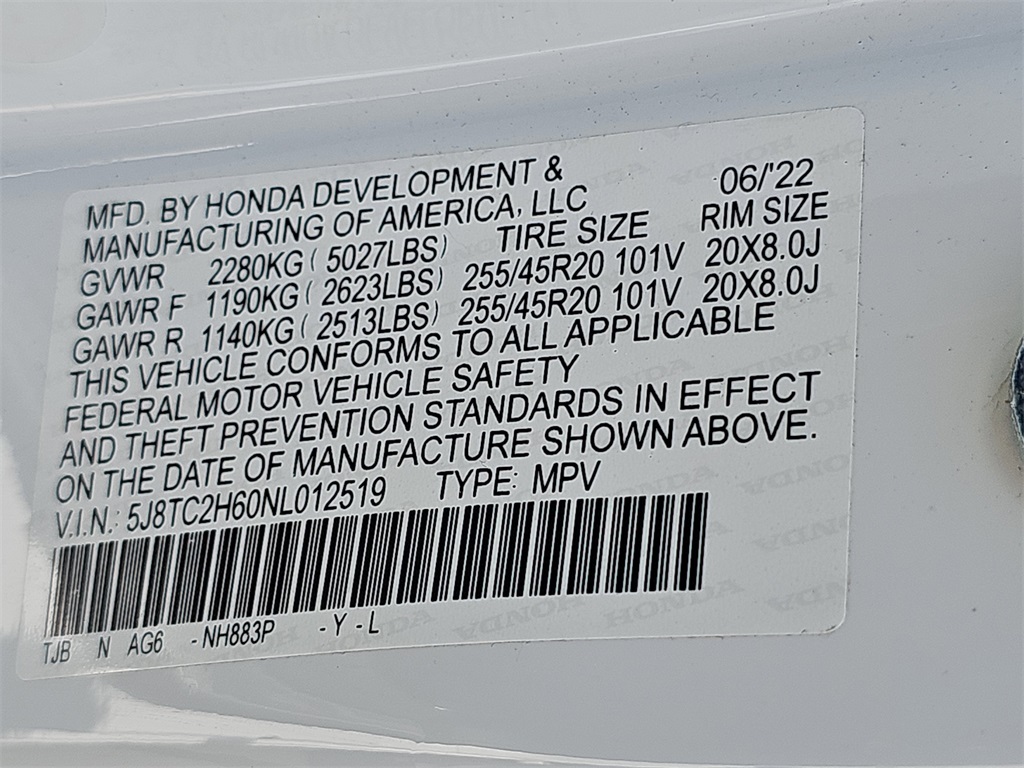 MFD. BY HONDA DEVELOPMENT &
MANUFACTURING OF AMERICA, LLC 06/'22
GVWR 2280KG ( 5027LBS) TIRE SIZE RIM SIZE
GAWR F 1190KG ( 2623LBS) 255/45R20 101V 20X8.0J
GAWR R 1140KG ( 2513LBS) 255/45R20 101V 20X8.0J
THIS VEHICLE CONFORMS TO ALL APPLICABLE
FEDERAL MOTOR VEHICLE SAFETY
AND THEFT PREVENTION STANDARDS IN EFFECT
ON THE DATE OF MANUFACTURE SHOWN ABOVE.
V.I.N.: 5J8TC2H60NL012519 TYPE: MPV
TJB N AG6 -NH883P -Y -L